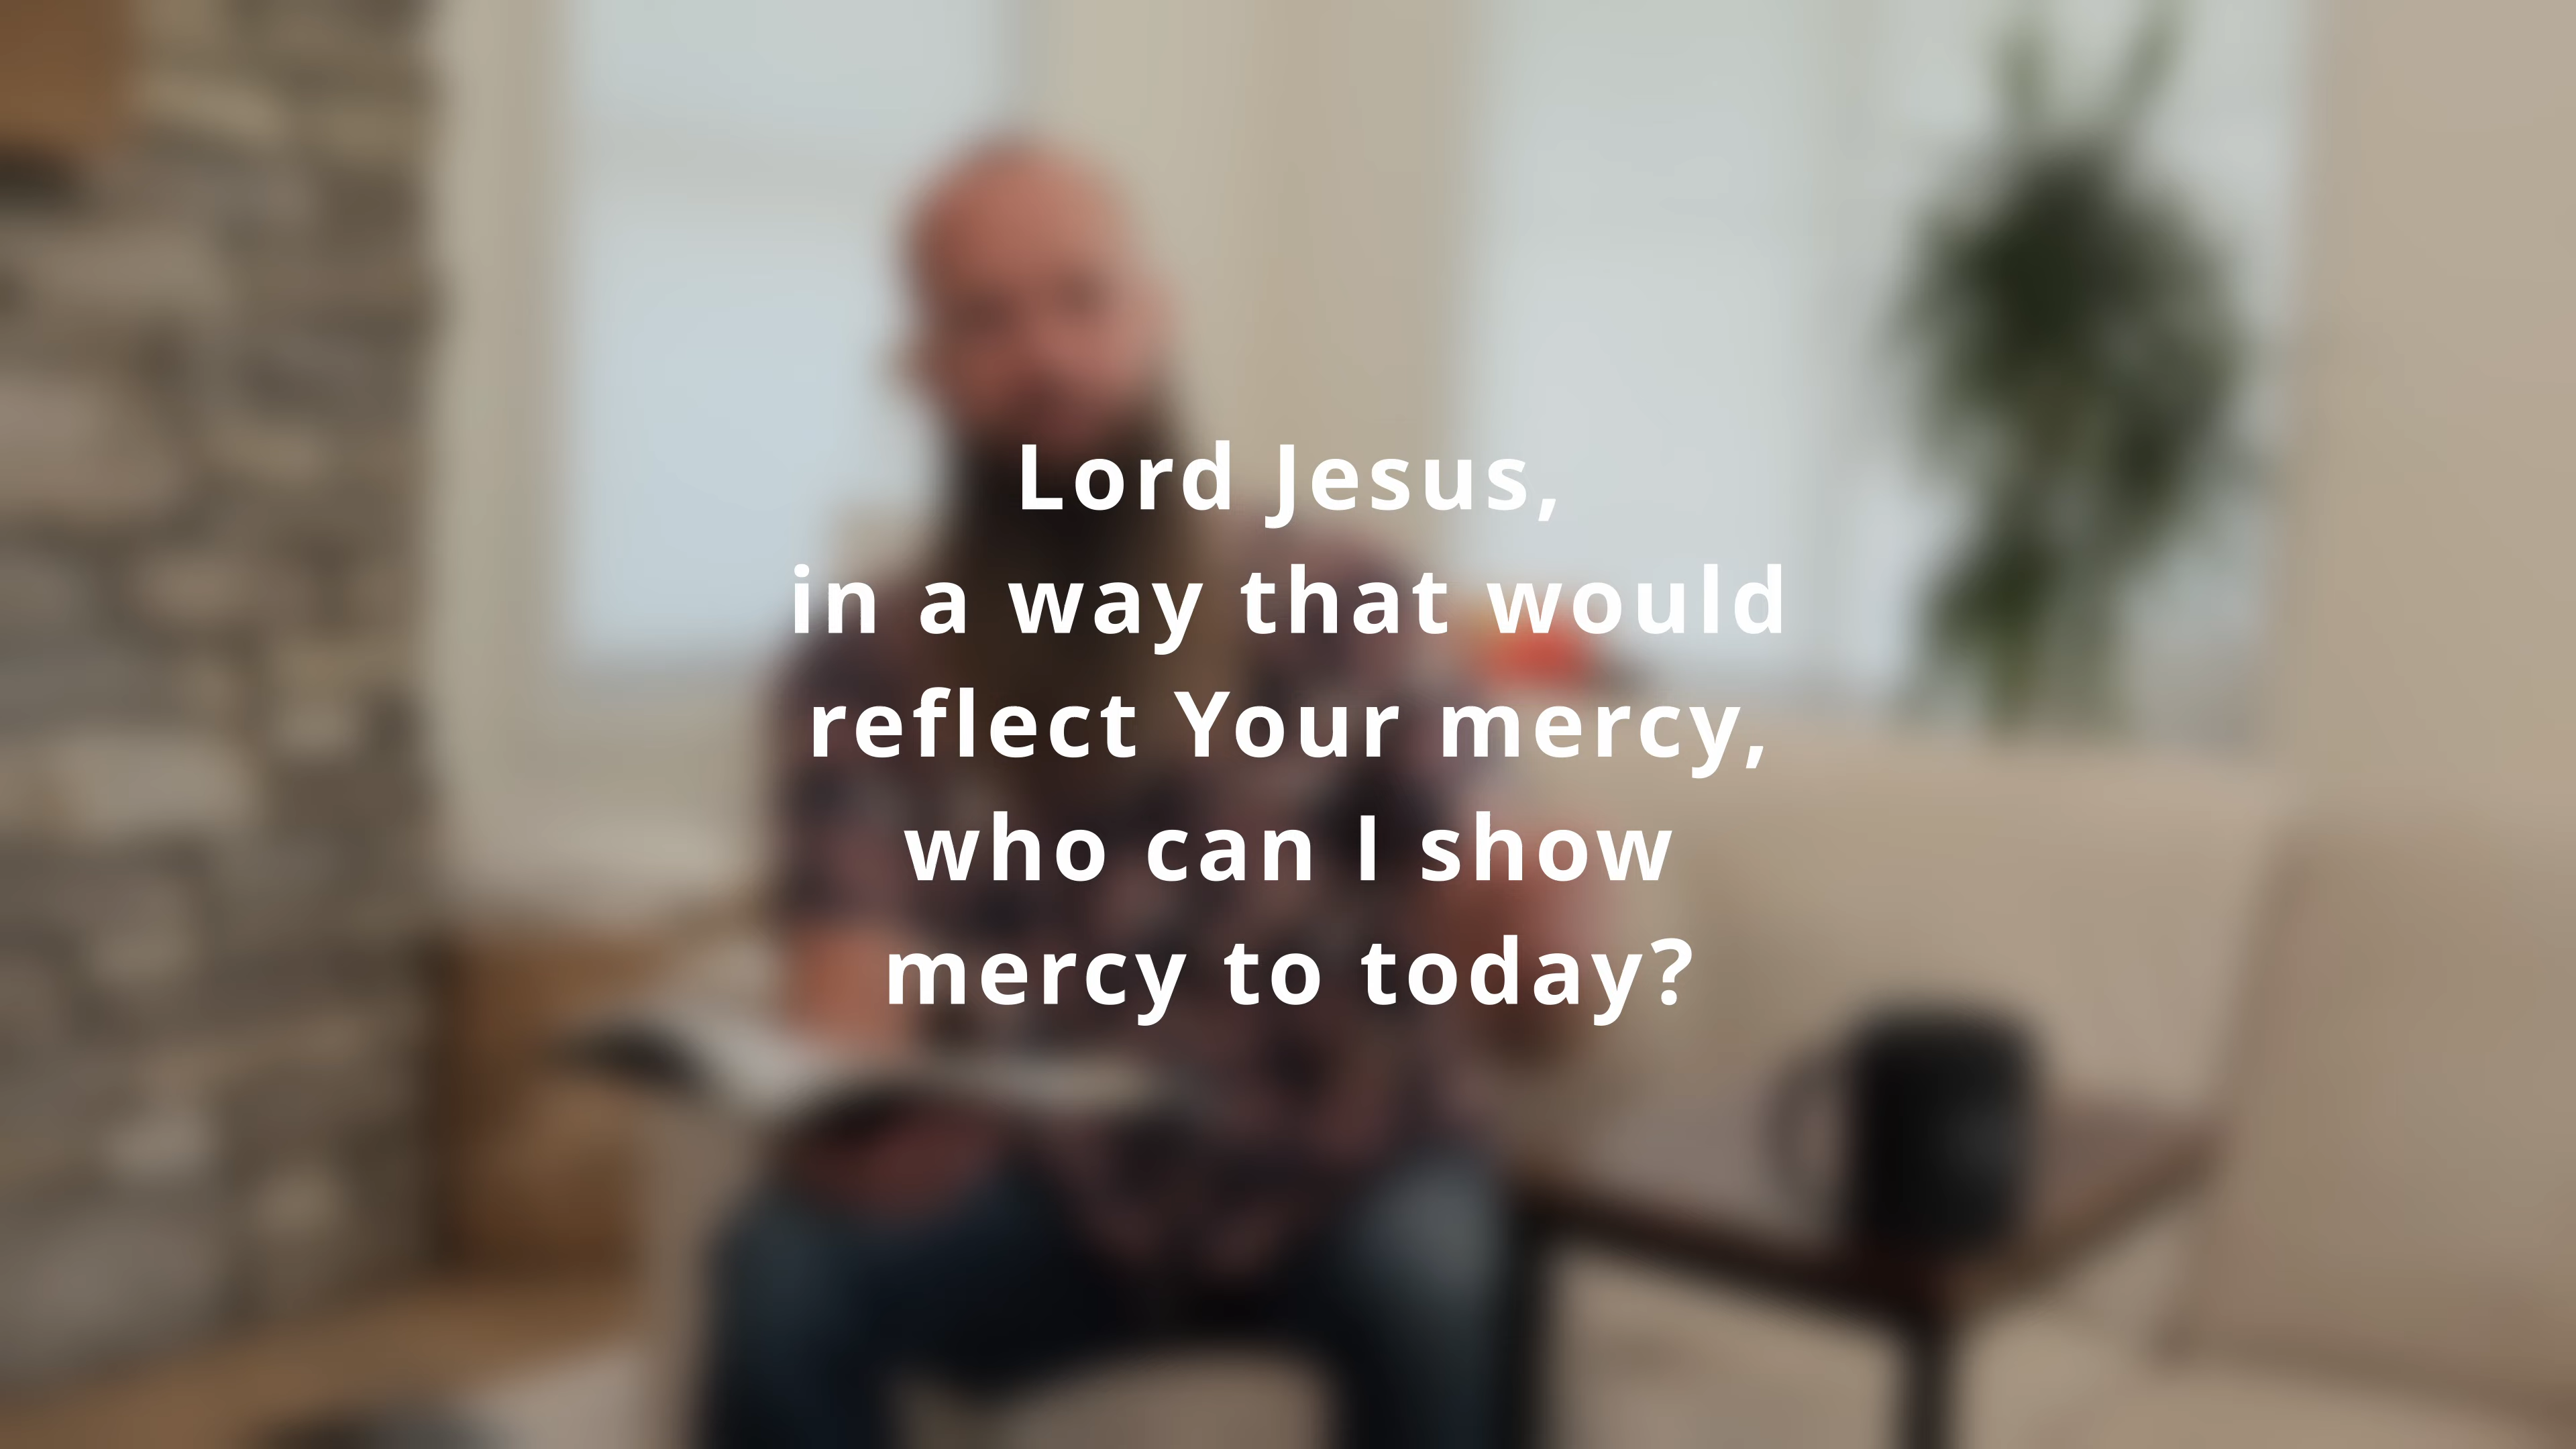 Lord Jesus,
in a way that would
reflect Your mercy,
who can I show
mercy to today?